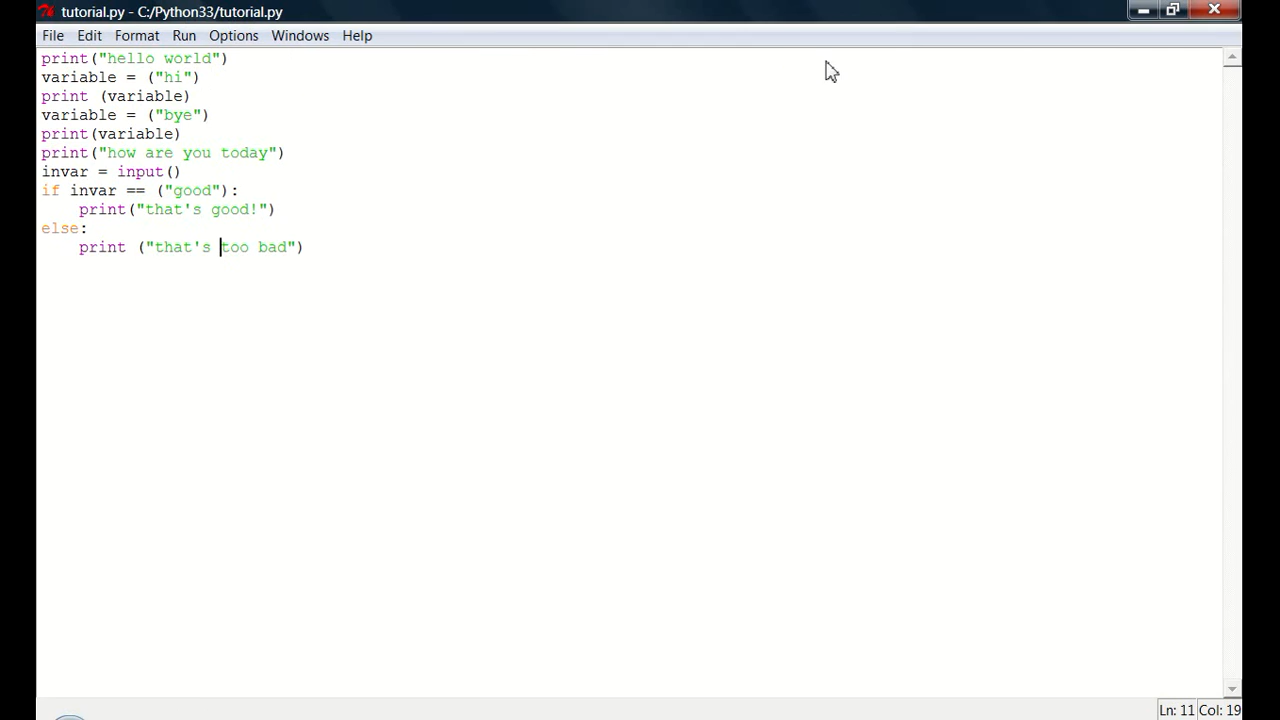 tutorial.py - C:/Python33/tutorial.py
File Edit Format Run Options Windows Help
print("hello world")
variable = ("hi")
print (variable)
variable = ("bye")
print(variable)
print("how are you today")
invar = input()
if invar == ("good"):
    print("that's good!")
else:
    print ("that's too bad")
Ln: 11 Col: 19